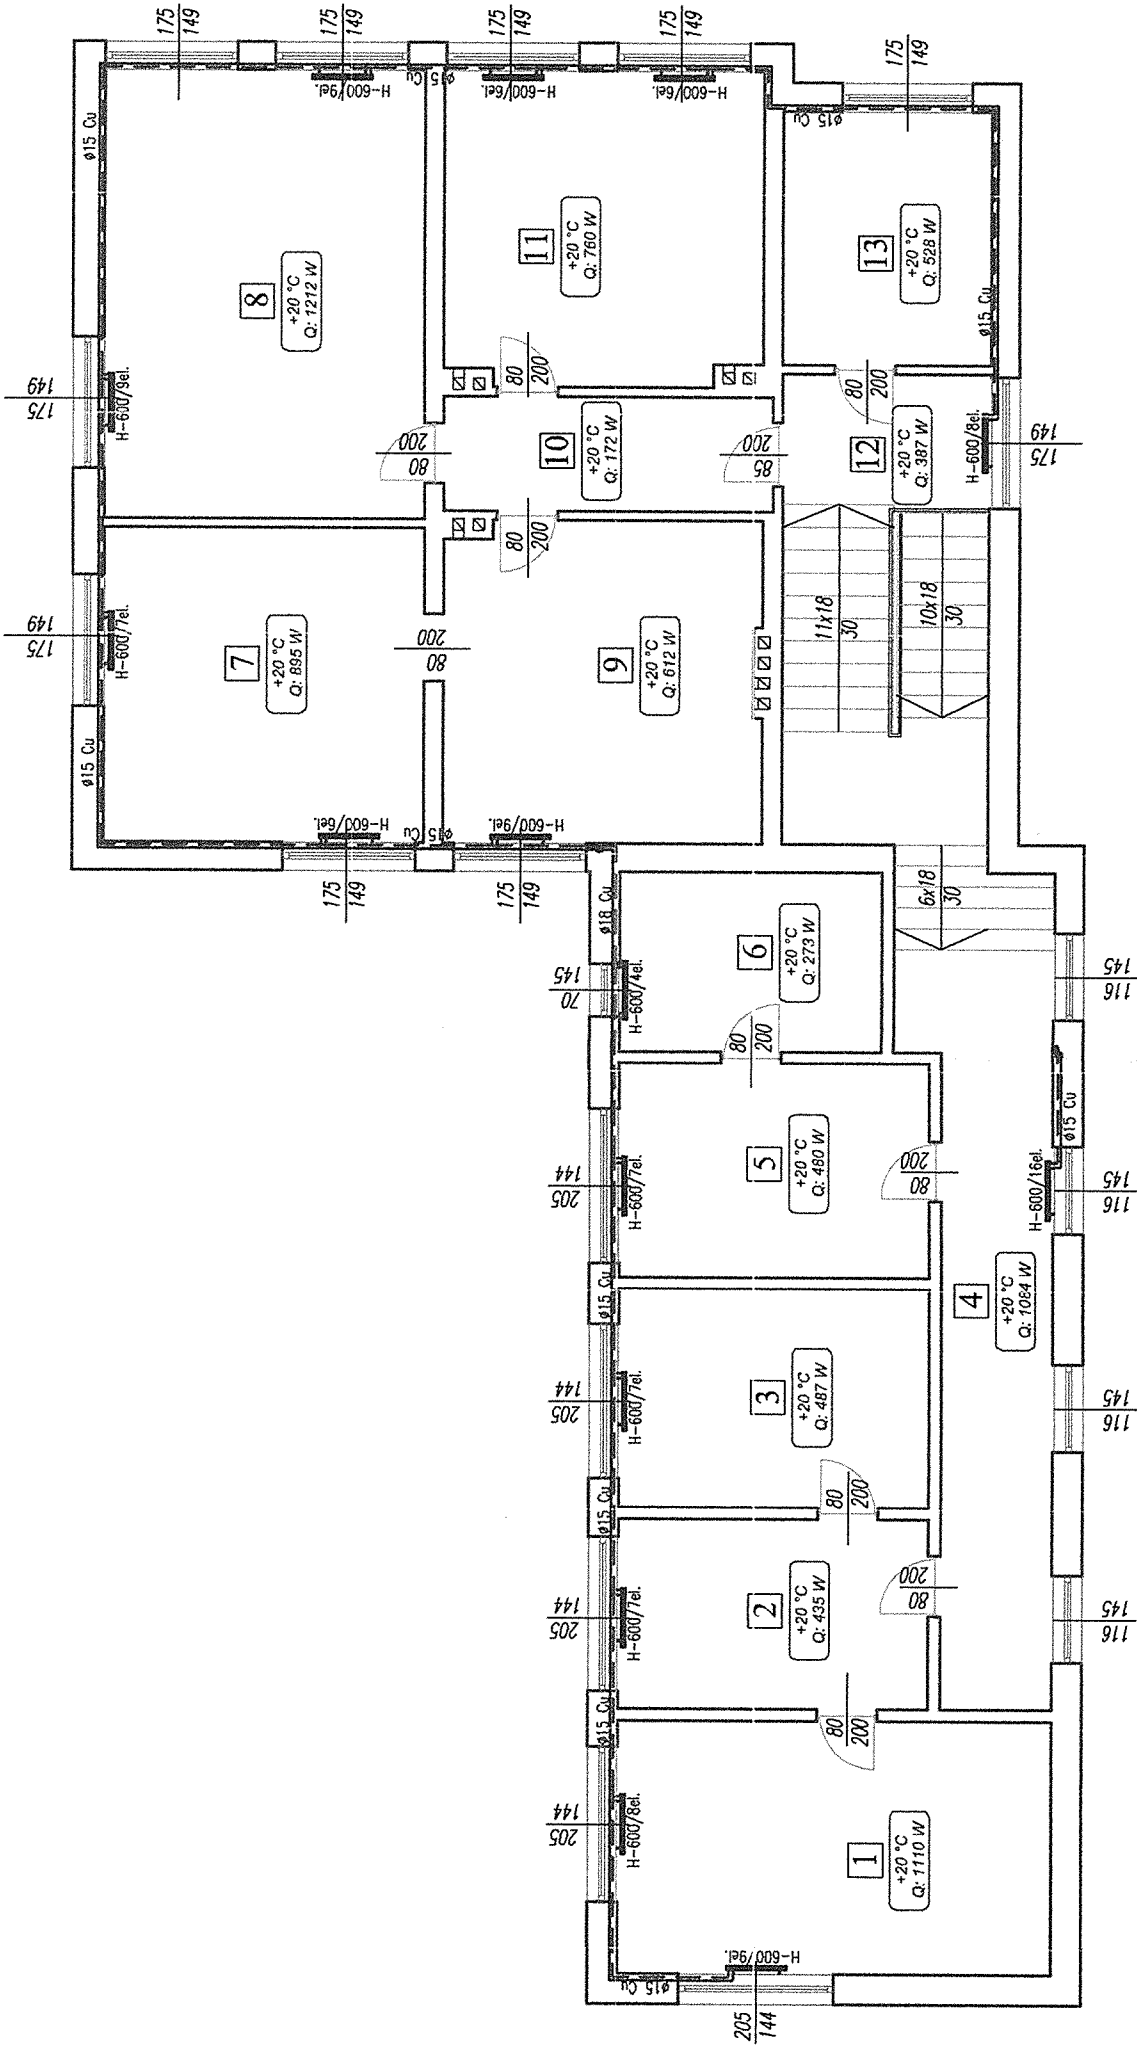 175
149
175
149
175
149
175
149
ø15 Cu
H-600/9el.
ø15 Cu
H-600/6el.
H-600/6el.
175
149
ø15 Cu
8
+20 °C
Q: 1212 W
11
+20 °C
Q: 760 W
13
+20 °C
Q: 528 W
ø15 Cu
149
175
H-600/9el.
80
200
80
200
200
80
10
+20 °C
Q: 172 W
200
85
12
+20 °C
Q: 387 W
H-600/8el.
149
175
80
200
149
175
H-600/7el.
7
+20 °C
Q: 895 W
200
80
9
+20 °C
Q: 612 W
11x18
30
10x18
30
ø15 Cu
H-600/6el.
ø15 Cu
H-600/9el.
175
149
175
149
ø18 Cu
6x18
30
145
70
H-600/4el.
6
+20 °C
Q: 273 W
145
116
80
200
ø15 Cu
144
205
H-600/7el.
5
+20 °C
Q: 480 W
200
80
H-600/16el.
145
116
ø15 Cu
4
+20 °C
Q: 1084 W
144
205
H-600/7el.
3
+20 °C
Q: 487 W
145
116
ø15 Cu
80
200
144
205
H-600/7el.
2
+20 °C
Q: 435 W
200
80
145
116
ø15 Cu
80
200
144
205
H-600/8el.
1
+20 °C
Q: 1110 W
ø15 Cu
H-600/9el.
205
144